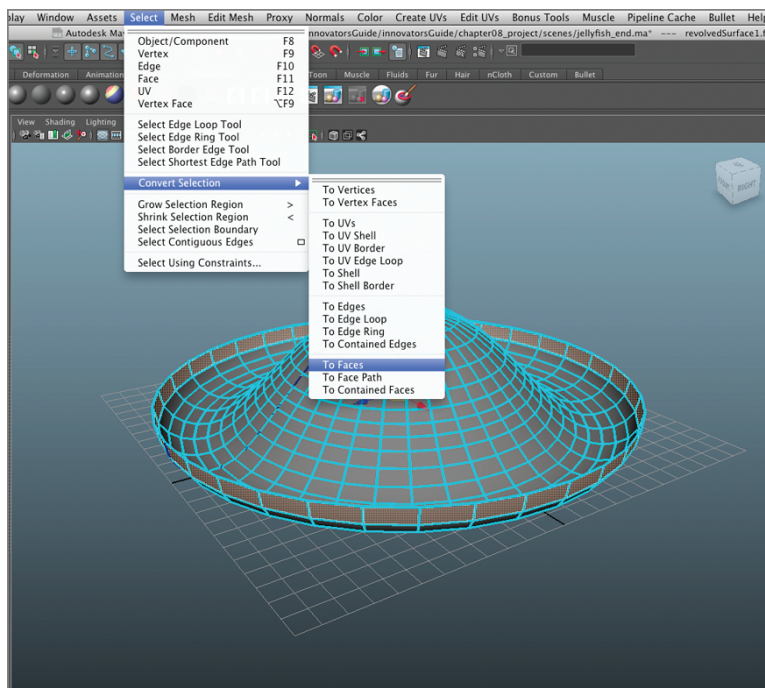 play Window Assets Select Mesh Edit Mesh Proxy Normals Color Create UVs Edit UVs Bonus Tools Muscle Pipeline Cache Bullet Help
Autodesk May
nnovatorsGuide/innovatorsGuide/chapter08_project/scenes/jellyfish_end.ma* --- revolvedSurface1.f
Deformation Animation Toon Muscle Fluids Fur Hair nCloth Custom Bullet
View Shading Lighting
Object/Component F8
Vertex F9
Edge F10
Face F11
UV F12
Vertex Face ⌥F9
Select Edge Loop Tool
Select Edge Ring Tool
Select Border Edge Tool
Select Shortest Edge Path Tool
Convert Selection
Grow Selection Region >
Shrink Selection Region <
Select Selection Boundary
Select Contiguous Edges
Select Using Constraints...
To Vertices
To Vertex Faces
To UVs
To UV Shell
To UV Border
To UV Edge Loop
To Shell
To Shell Border
To Edges
To Edge Loop
To Edge Ring
To Contained Edges
To Faces
To Face Path
To Contained Faces
RIGHT